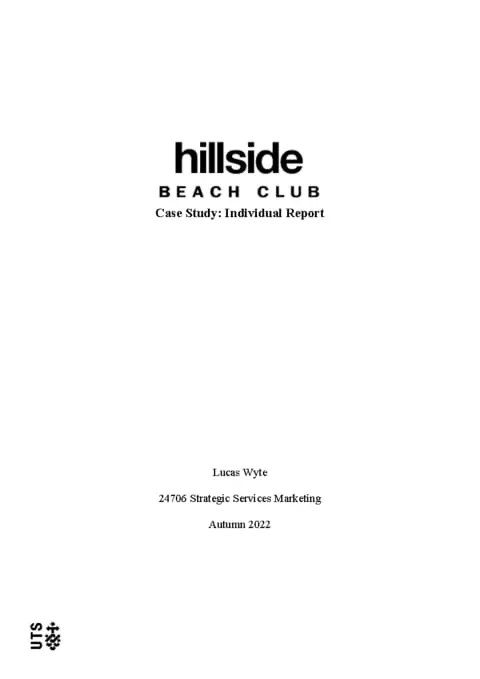 hillside
BEACH CLUB
Case Study: Individual Report
Lucas Wyte
24706 Strategic Services Marketing
Autumn 2022
UTS